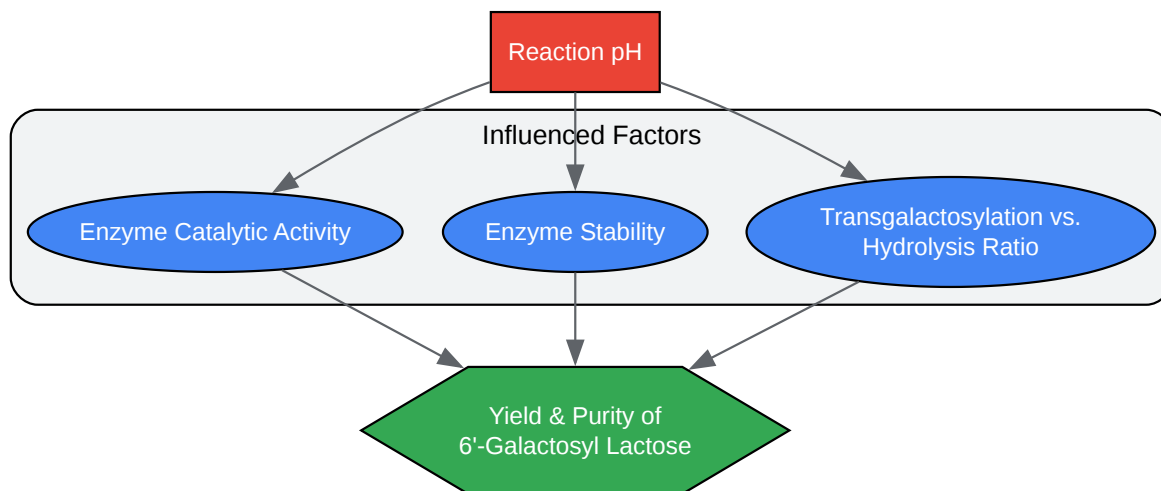 Reaction pH
Influenced Factors
Enzyme Catalytic Activity
Enzyme Stability
Transgalactosylation vs.
Hydrolysis Ratio
Yield & Purity of
6'-Galactosyl Lactose